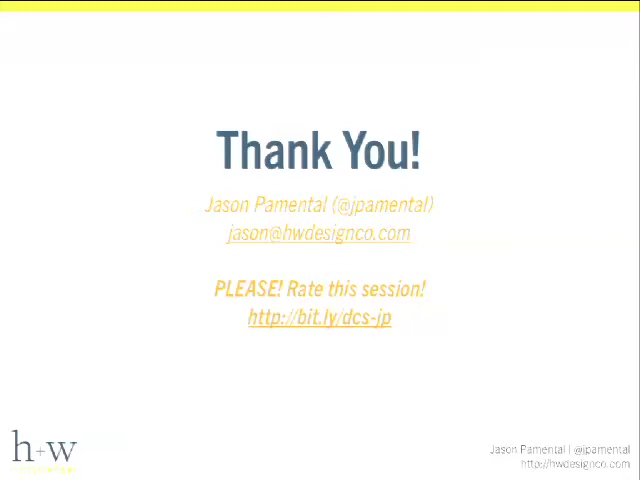 Thank You!
Jason Pamental (@jpamental)
jason@hwdesignco.com
PLEASE! Rate this session!
http://bit.ly/dcs-jp
h+w
Jason Pamental | @jpamental
http://hwdesignco.com